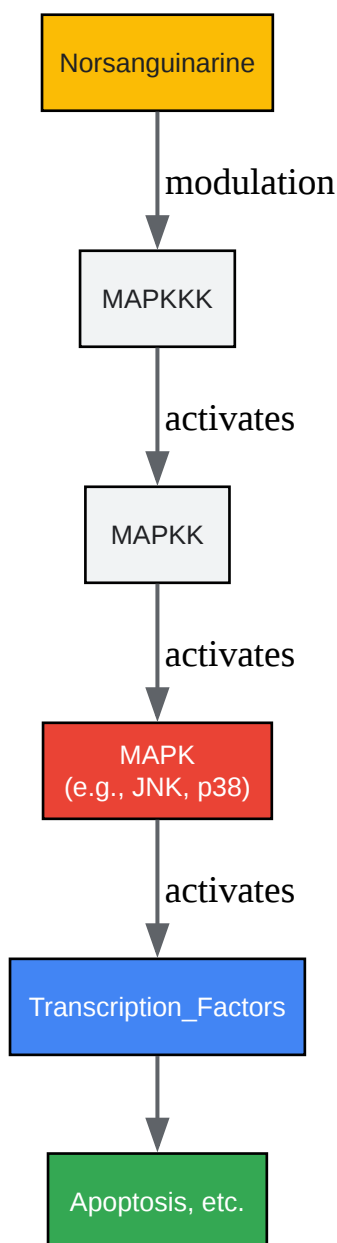 Norsanguinarine
modulation
MAPKKK
activates
MAPKK
activates
MAPK
(e.g., JNK, p38)
activates
Transcription_Factors
Apoptosis, etc.